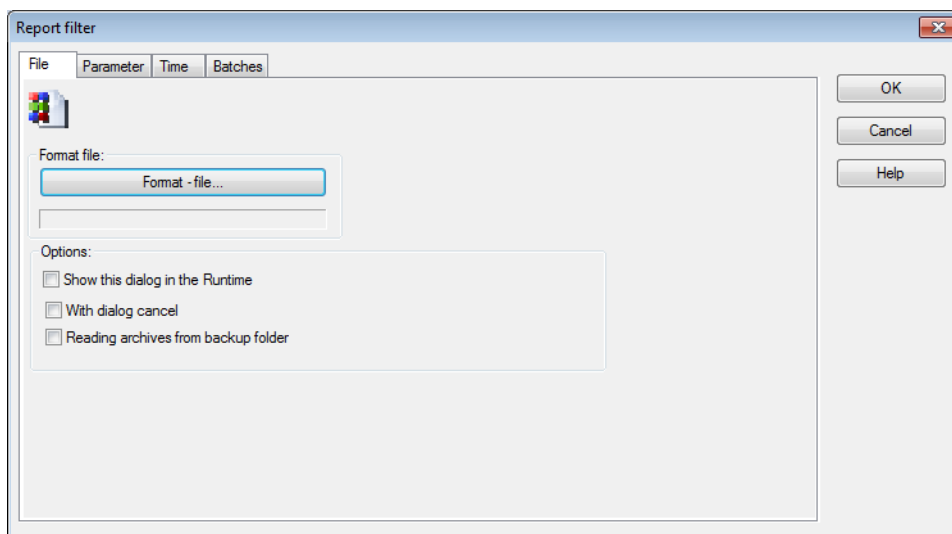 Report filter
File Parameter Time Batches
OK
Cancel
Help
Format file:
Format - file...
Options:
Show this dialog in the Runtime
With dialog cancel
Reading archives from backup folder